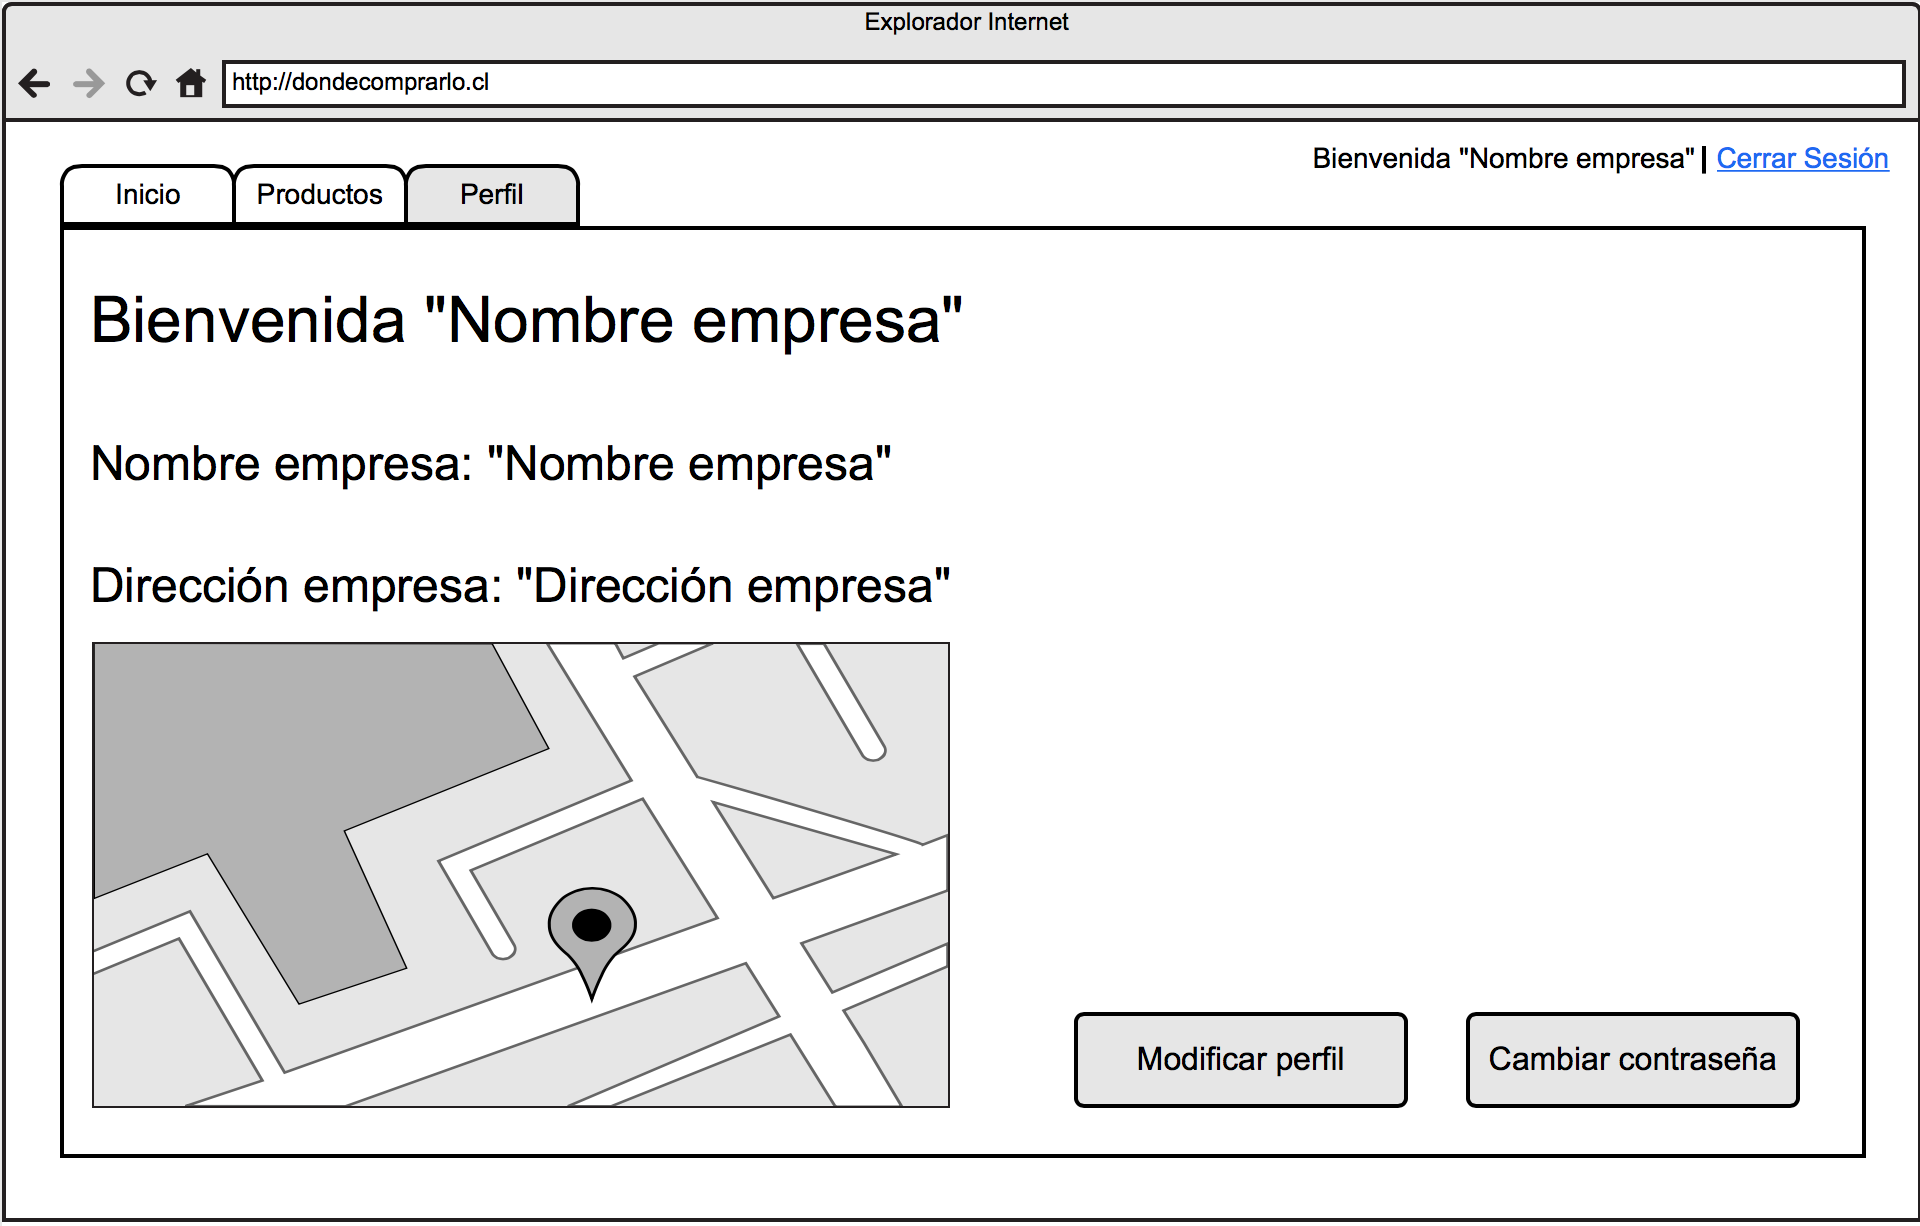 Explorador Internet
http://dondecomprarlo.cl
Bienvenida "Nombre empresa" | Cerrar Sesión
Inicio Productos Perfil
Bienvenida "Nombre empresa"
Nombre empresa: "Nombre empresa"
Dirección empresa: "Dirección empresa"
Modificar perfil Cambiar contraseña